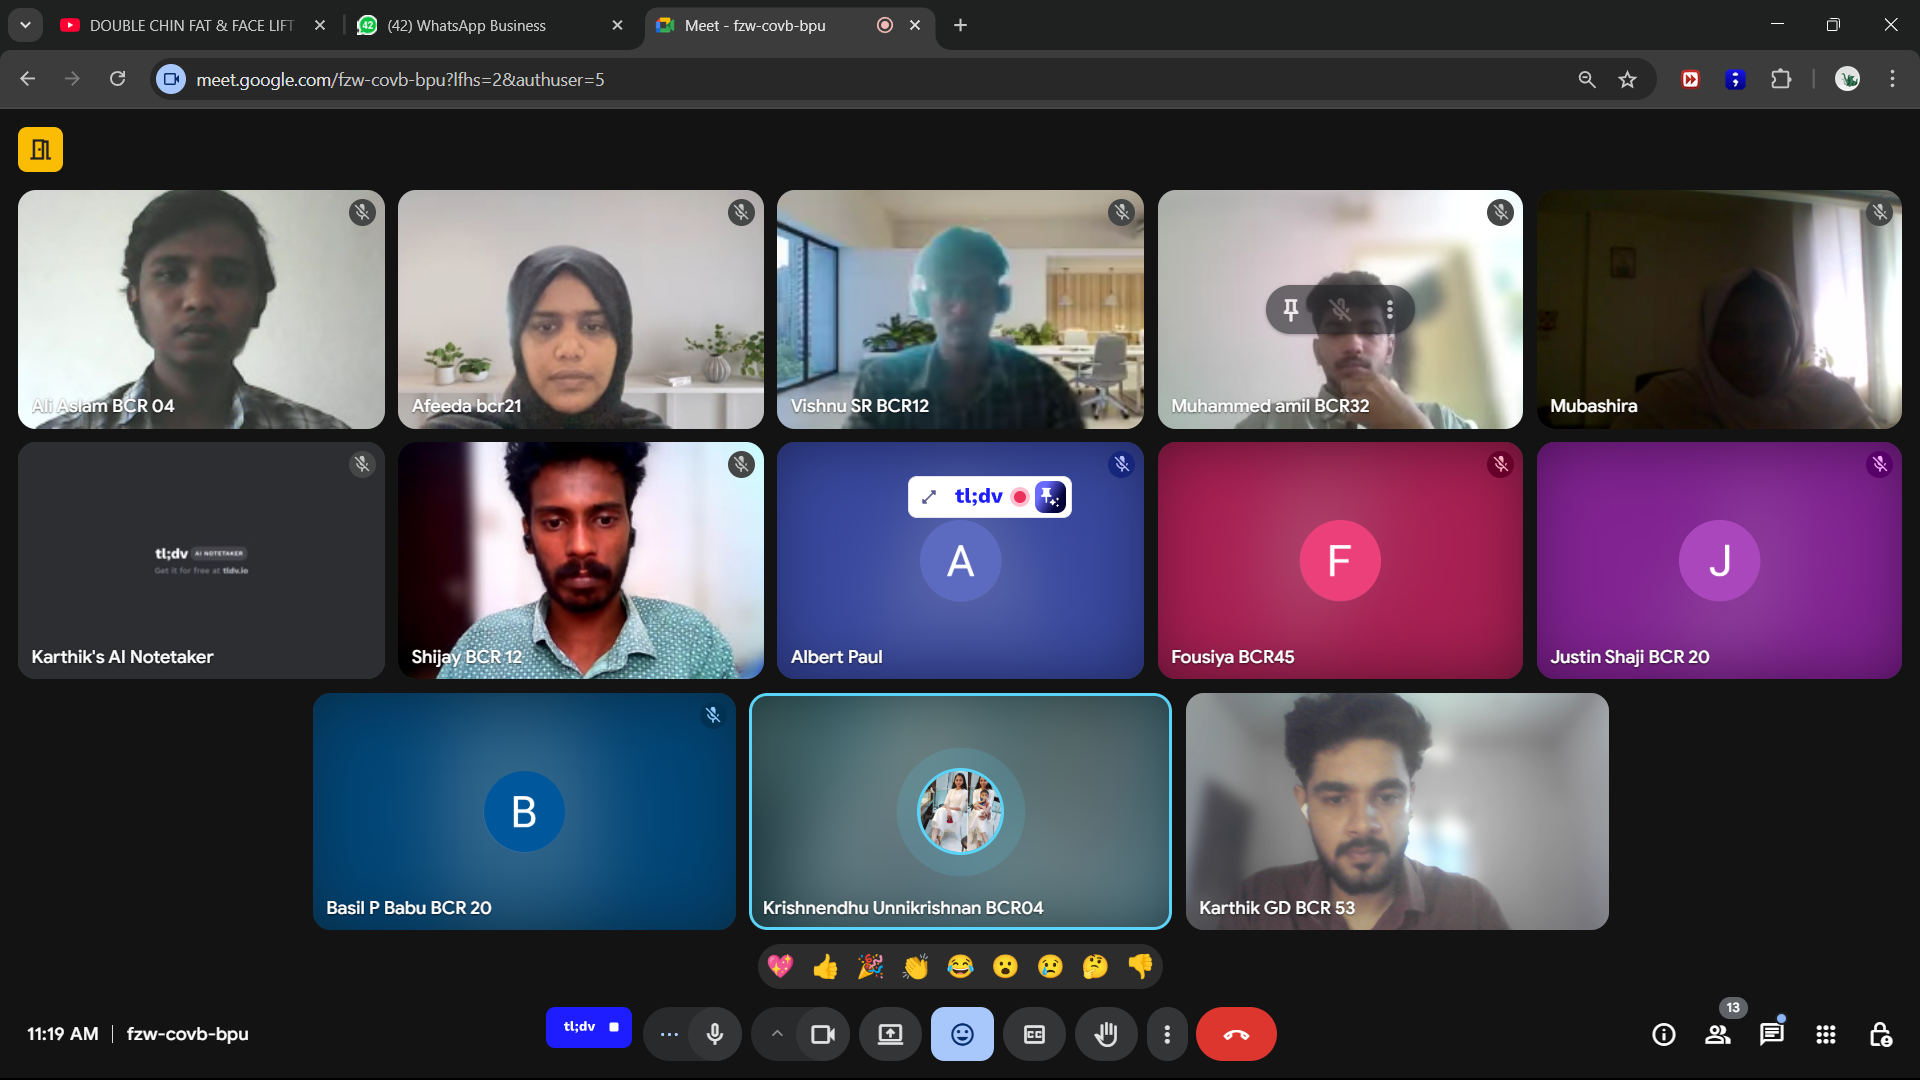 DOUBLE CHIN FAT & FACE LIFT
42
(42) WhatsApp Business
Meet - fzw-covb-bpu
meet.google.com/fzw-covb-bpu?lfhs=2&authuser=5
Ali Aslam BCR 04
Afeeda bcr21
Vishnu SR BCR12
Muhammed amil BCR32
Mubashira
tl;dv AI NOTETAKER
Get it for free at tldv.io
Karthik's AI Notetaker
Shijay BCR 12
tl;dv
A
Albert Paul
F
Fousiya BCR45
J
Justin Shaji BCR 20
B
Basil P Babu BCR 20
Krishnendhu Unnikrishnan BCR04
Karthik GD BCR 53
11:19 AM | fzw-covb-bpu
tl;dv
CC
13